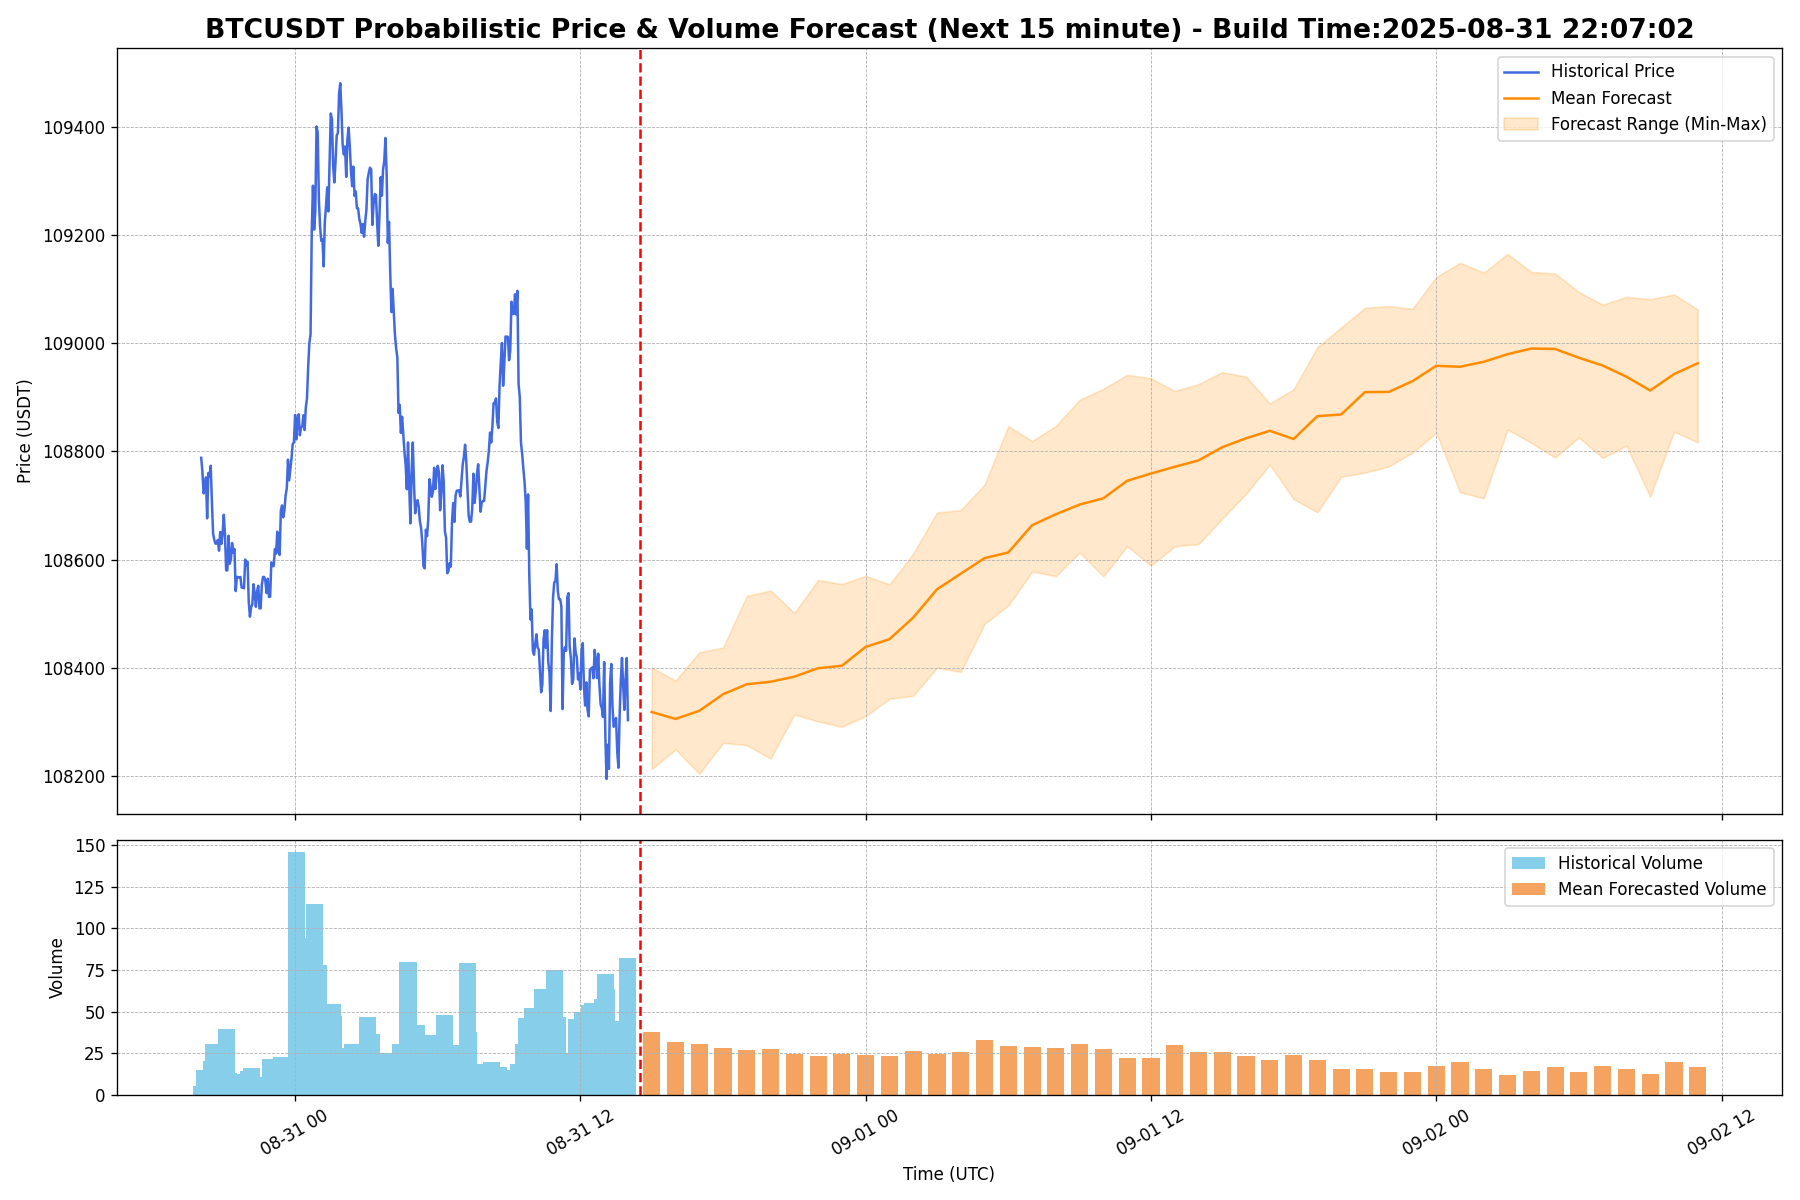 BTCUSDT Probabilistic Price & Volume Forecast (Next 15 minute) - Build Time:2025-08-31 22:07:02
Historical Price
Mean Forecast
Forecast Range (Min-Max)
109400
109200
109000
108800
108600
108400
108200
Price (USDT)
Historical Volume
Mean Forecasted Volume
150
125
100
75
50
25
0
Volume
08-31 00
08-31 12
09-01 00
09-01 12
09-02 00
09-02 12
Time (UTC)